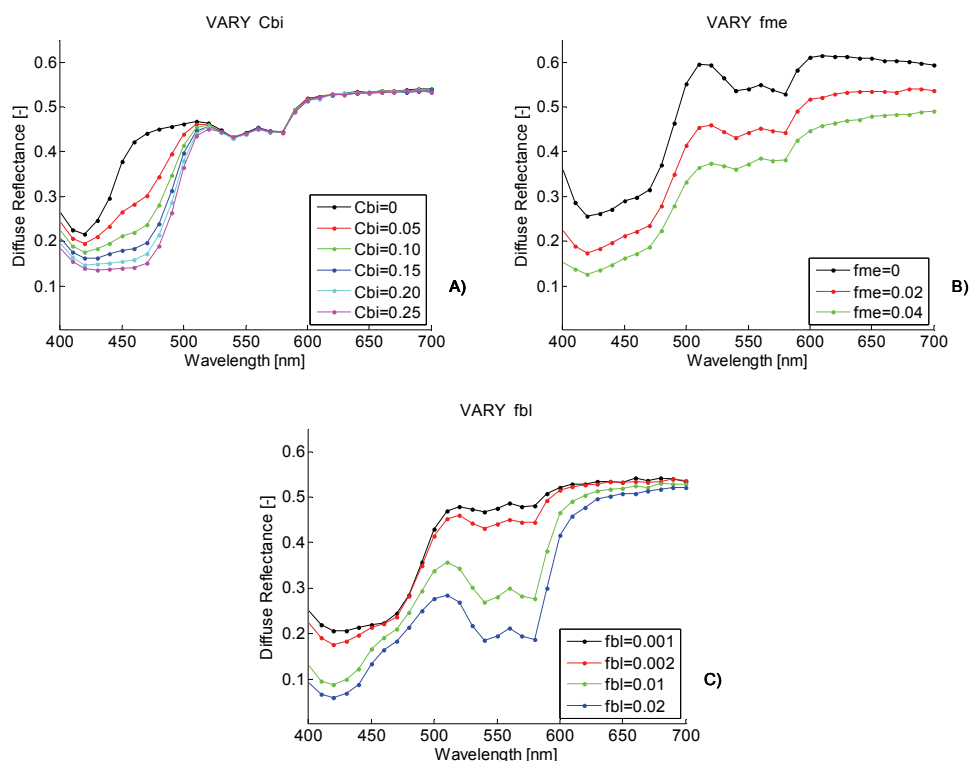 VARY Cbi
Diffuse Reflectance [-]
0.6
0.5
0.4
0.3
0.2
0.1
400 450 500 550 600 650 700
Wavelength [nm]
Cbi=0
Cbi=0.05
Cbi=0.10
Cbi=0.15
Cbi=0.20
Cbi=0.25
A)
VARY fme
Diffuse Reflectance [-]
0.6
0.5
0.4
0.3
0.2
0.1
400 450 500 550 600 650 700
Wavelength [nm]
fme=0
fme=0.02
fme=0.04
B)
VARY fbl
Diffuse Reflectance [-]
0.6
0.5
0.4
0.3
0.2
0.1
400 450 500 550 600 650 700
Wavelength [nm]
fbl=0.001
fbl=0.002
fbl=0.01
fbl=0.02
C)